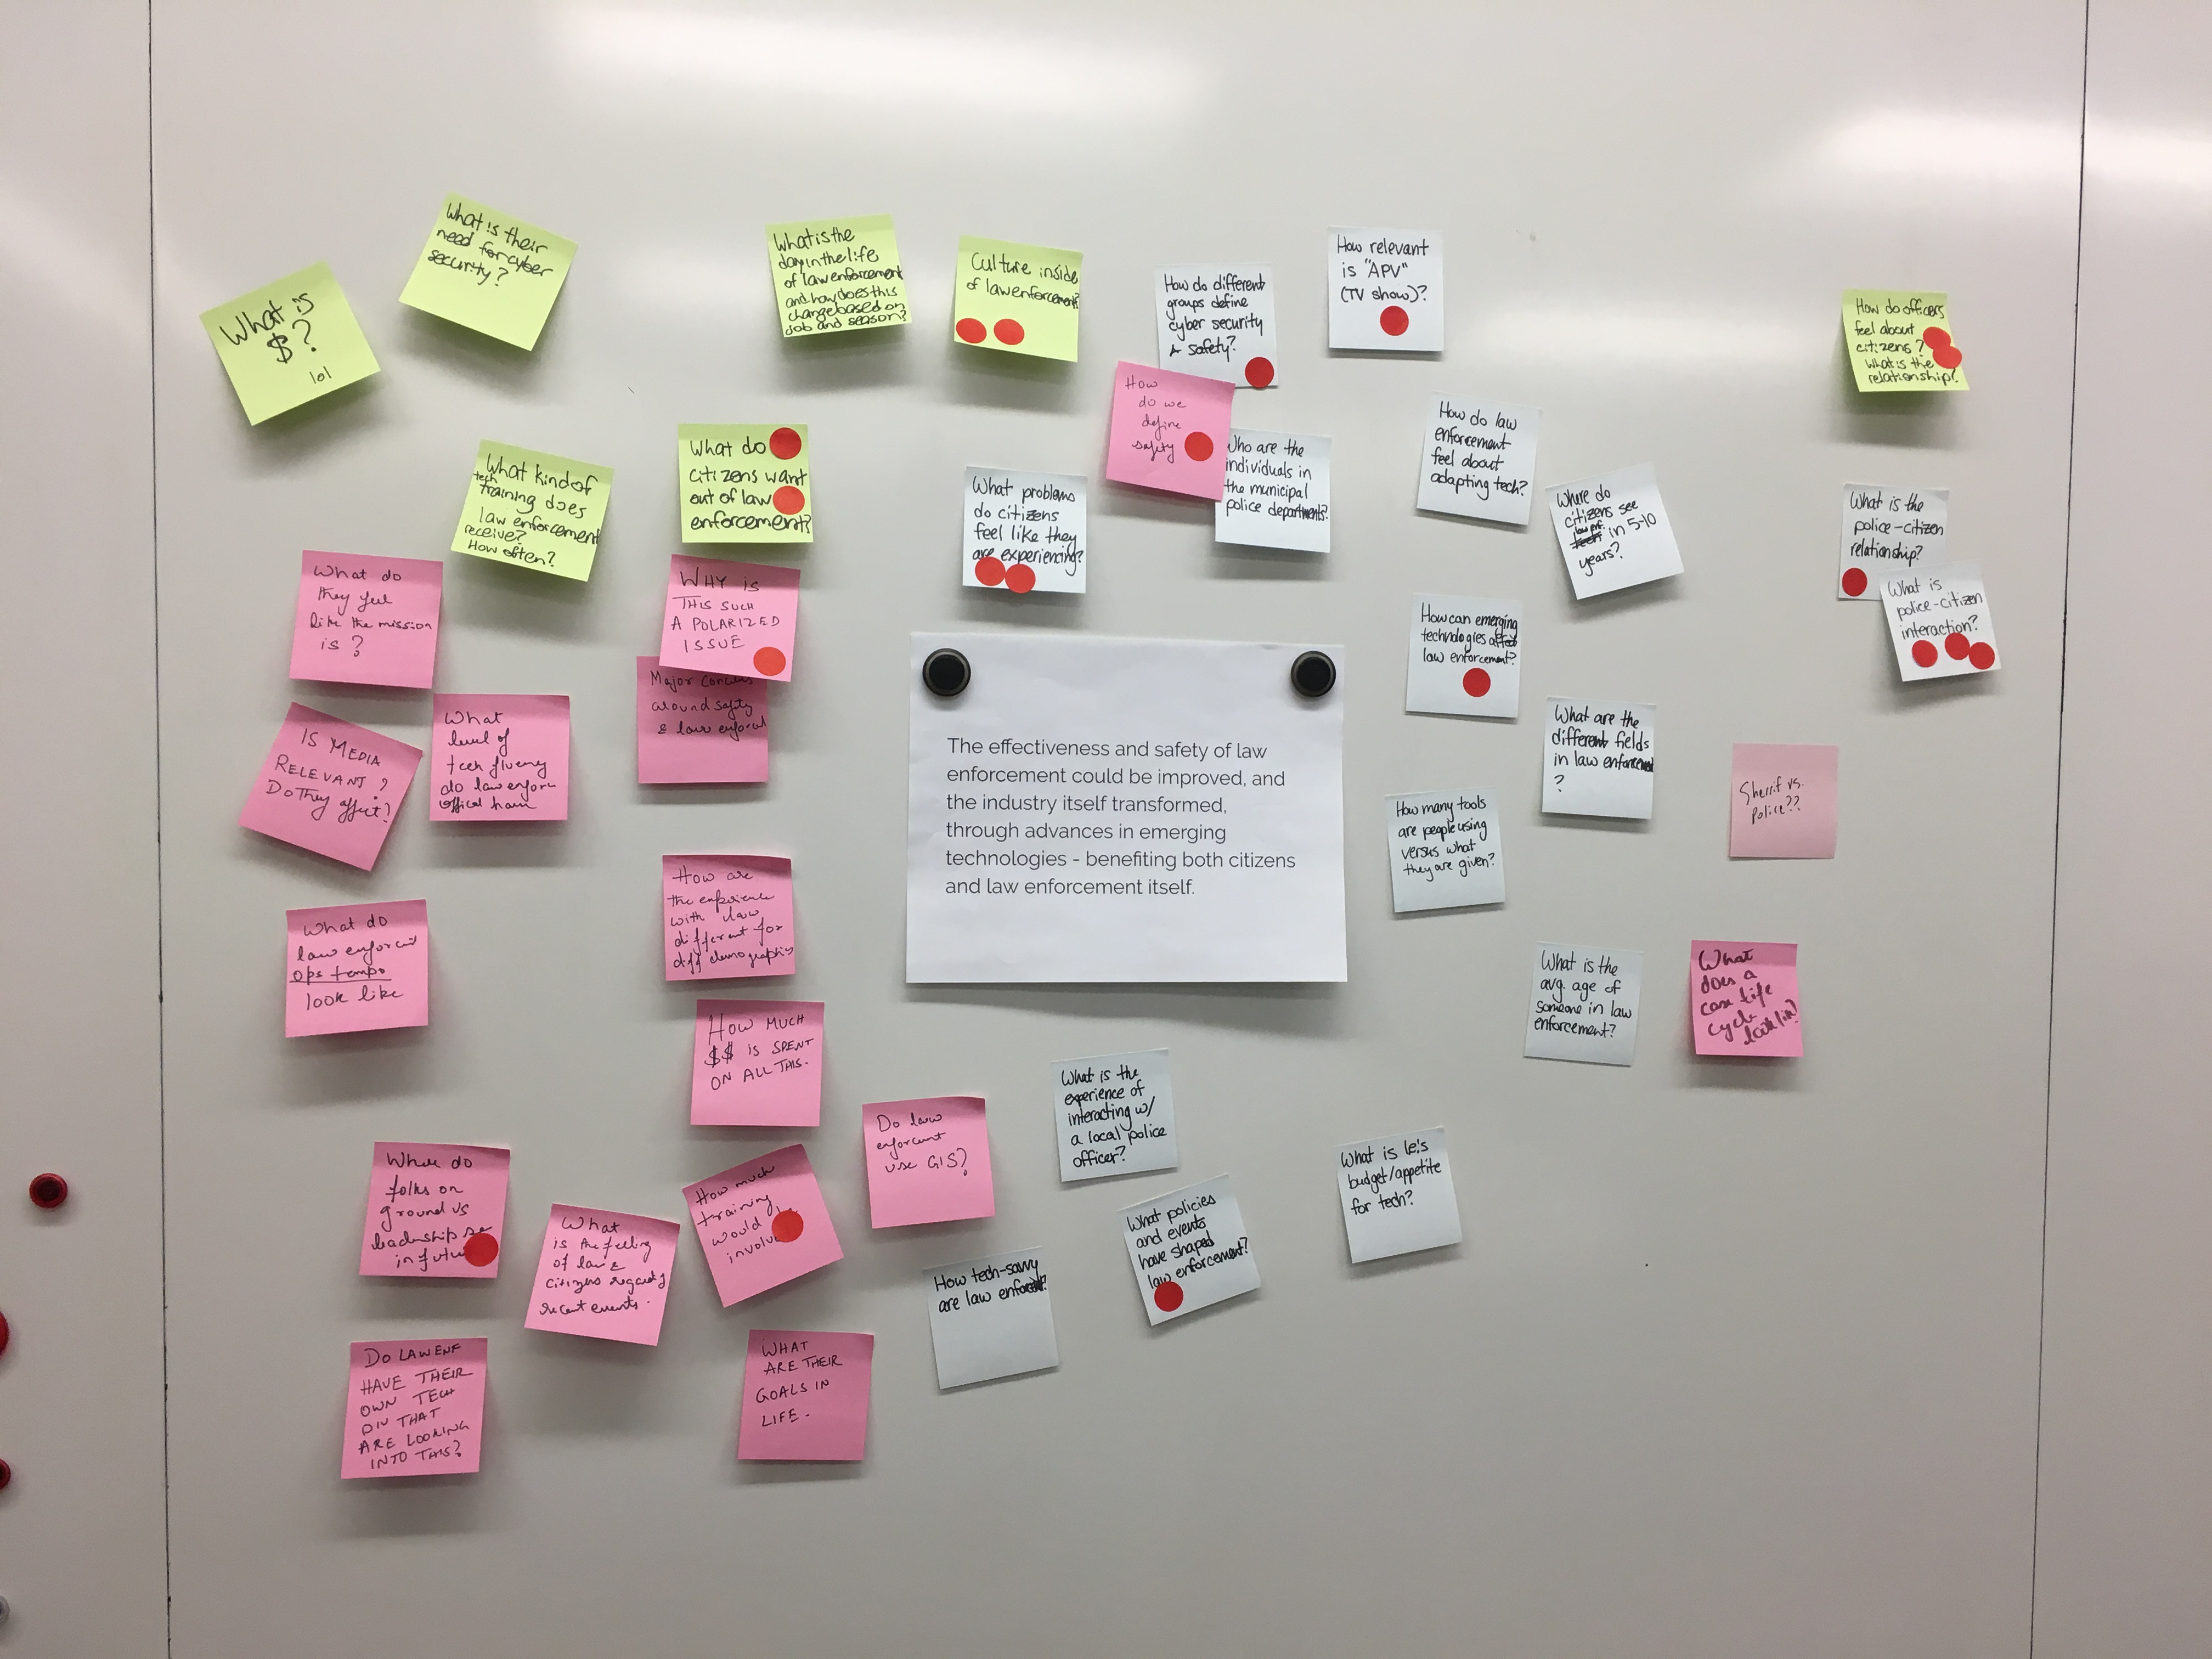 What is
$?
lol
What is their
need for cyber
security?
What is the
day in the life
of law enforcement
and how does this
change based on
job and season?
Culture inside
of law enforcement?
How do different
groups define
cyber security
& safety?
How relevant
is "APV"
(TV show)?
How do officers
feel about
citizens?
What is the
relationship?
What kind of
tech
training does
law enforcement
receive?
How often?
What do
citizens want
out of law
enforcement?
What problems
do citizens
feel like they
are experiencing?
How
do we
define
safety
Who are the
individuals in
the municipal
police departments?
How do law
enforcement
feel about
adapting tech?
Where do
citizens see
law enf.
tech in 5-10
years?
What is the
police-citizen
relationship?
What is
police-citizen
interaction?
What do
they feel
like the mission
is?
WHY IS
THIS SUCH
A POLARIZED
ISSUE
Major
around safety
& law
How can emerging
technologies affect
law enforcement?
IS MEDIA
RELEVANT?
Do They affect?
What
level of
tech fluency
do law
have
The effectiveness and safety of law
enforcement could be improved, and
the industry itself transformed,
through advances in emerging
technologies - benefiting both citizens
and law enforcement itself.
What are the
different fields
in law enforcement
?
Sherrif vs.
Police??
How many tools
are people using
versus what
they are given?
What do
law
ops tempo
look like
How are
the
with law
different for
diff
What is the
avg. age of
someone in law
enforcement?
What
does a
case life
cycle
look like?
HOW MUCH
$$ IS SPENT
ON ALL THIS.
Do law
use GIS?
What is the
experience of
interacting w/
a local police
officer?
What is le's
budget/appetite
for tech?
folks on
ground vs
leadership
in
What
is the feeling
of law &
citizens
recent events.
How much
training
would
What policies
and events
have shaped
law enforcement?
How tech-savvy
are law
DO LAW ENF
HAVE THEIR
OWN TECH
DIV THAT
ARE LOOKING
INTO THIS?
WHAT
ARE THEIR
GOALS IN
LIFE.